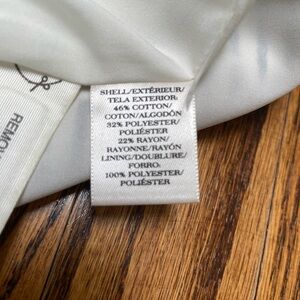 SHELL/EXTÉRIEUR/
TELA EXTERIOR:
46% COTTON/
COTON/ALGODÓN
32% POLYESTER/
POLIÉSTER
22% RAYON/
RAYONNE/RAYÓN
LINING/DOUBLURE/
FORRO:
100% POLYESTER/
POLIÉSTER